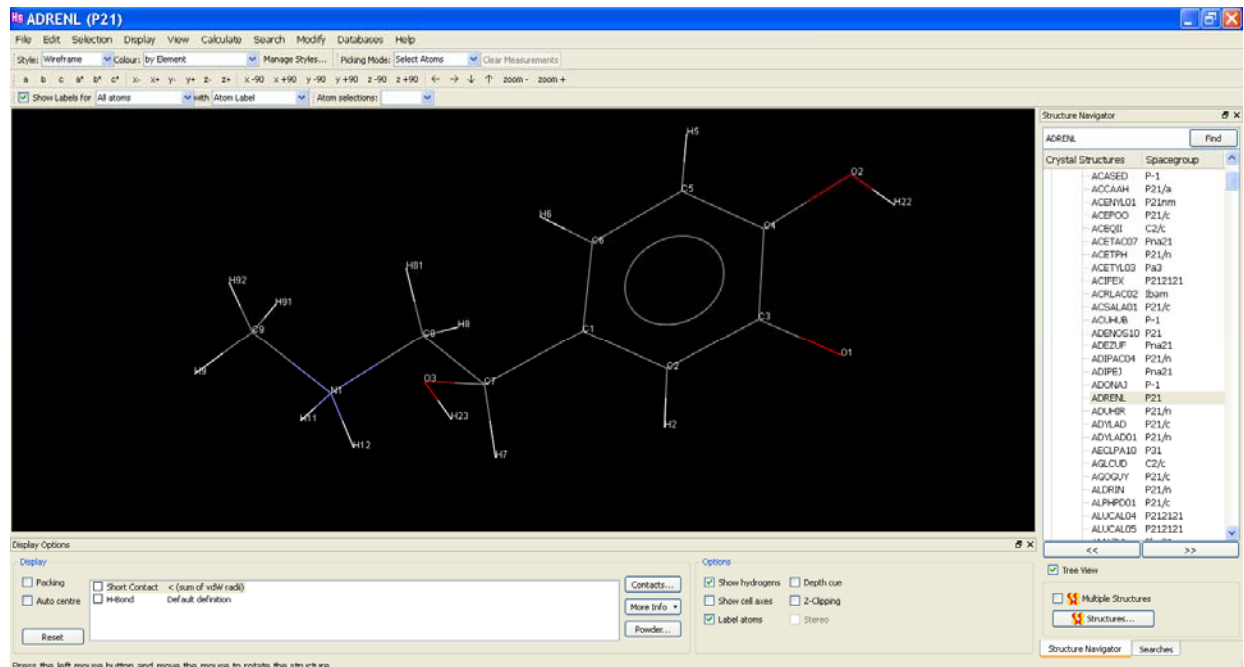 ADRENL (P21)
File Edit Selection Display View Calculate Search Modify Databases Help
Style: Wireframe Colour: by Element Manage Styles... Picking Mode: Select Atoms Clear Measurements
a b c a* b* c* x- x+ y- y+ z- z+ x-90 x+90 y-90 y+90 z-90 z+90 ← → ↓ ↑ zoom- zoom+
Show Labels for All atoms with Atom Label Atom selections:
H5
O2
C5
H22
H6
C4
C6
H81
H92
H91
C3
H8
C9
C8
C1
O1
C2
H9
O3
C7
N1
H11
H23
H2
H12
H7
Structure Navigator
ADRENL Find
Crystal Structures Spacegroup
ACASED P-1
ACCAAH P21/a
ACENYL01 P21nm
ACEPOO P21/c
ACEQII C2/c
ACETAC07 Pna21
ACETPH P21/n
ACETYL03 Pa3
ACIFEX P212121
ACRLAC02 Ibam
ACSALA01 P21/c
ACUHUB P-1
ADENOS10 P21
ADEZUF Pna21
ADIPAC04 P21/n
ADIPEJ Pna21
ADONAJ P-1
ADRENL P21
ADUHIR P21/n
ADYLAD P21/c
ADYLAD01 P21/n
AECLPA10 P31
AGLCUD C2/c
AGOGUY P21/c
ALDRIN P21/n
ALPHPD01 P21/c
ALUCAL04 P212121
ALUCAL05 P212121
<< >>
Tree View
Multiple Structures
Structures...
Structure Navigator Searches
Display Options
Display
Packing
Auto centre
Reset
Short Contact < (sum of vdW radii)
H-Bond Default definition
Contacts...
More Info
Powder...
Options
Show hydrogens Depth cue
Show cell axes Z-Clipping
Label atoms Stereo
Press the left mouse button and move the mouse to rotate the structure